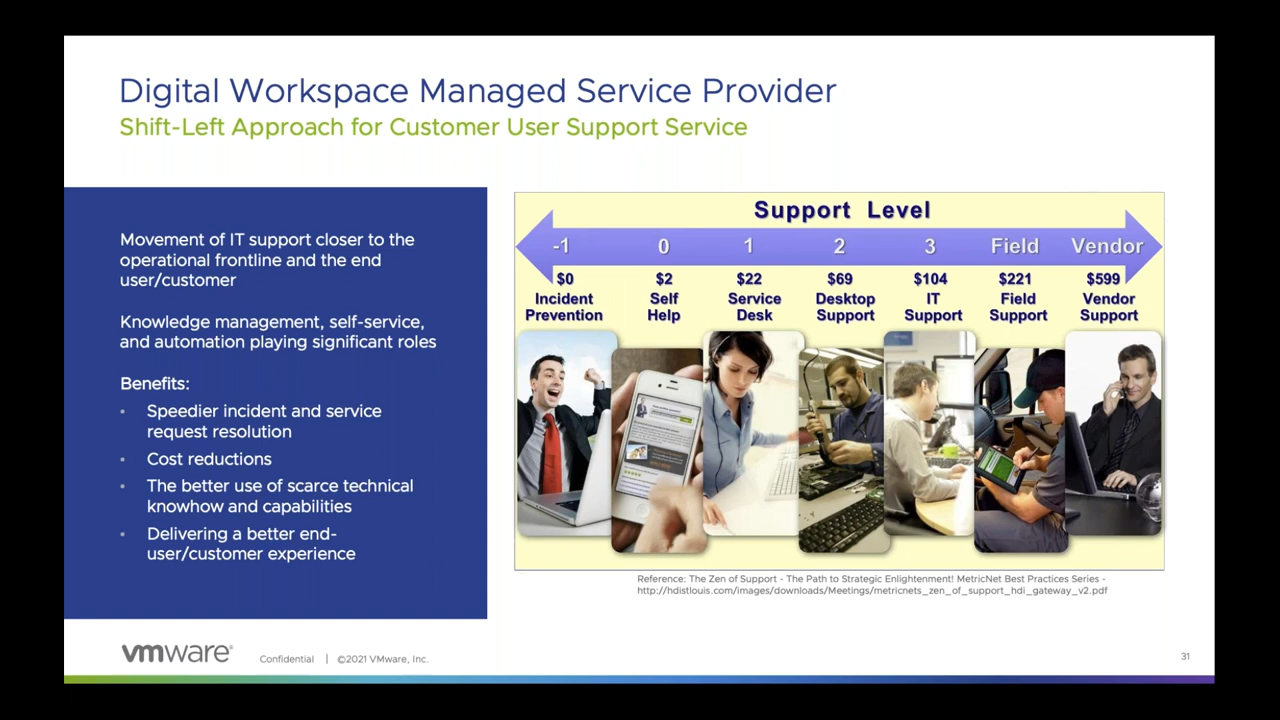 Digital Workspace Managed Service Provider
Shift-Left Approach for Customer User Support Service
Movement of IT support closer to the
operational frontline and the end
user/customer
Knowledge management, self-service,
and automation playing significant roles
Benefits:
• Speedier incident and service
request resolution
• Cost reductions
• The better use of scarce technical
knowhow and capabilities
• Delivering a better end-
user/customer experience
Support Level
-1 0 1 2 3 Field Vendor
$0 $2 $22 $69 $104 $221 $599
Incident Self Service Desktop IT Field Vendor
Prevention Help Desk Support Support Support Support
Reference: The Zen of Support - The Path to Strategic Enlightenment! MetricNet Best Practices Series -
http://hdistlouis.com/images/downloads/Meetings/metricnets_zen_of_support_hdi_gateway_v2.pdf
vmware® Confidential | ©2021 VMware, Inc.
31